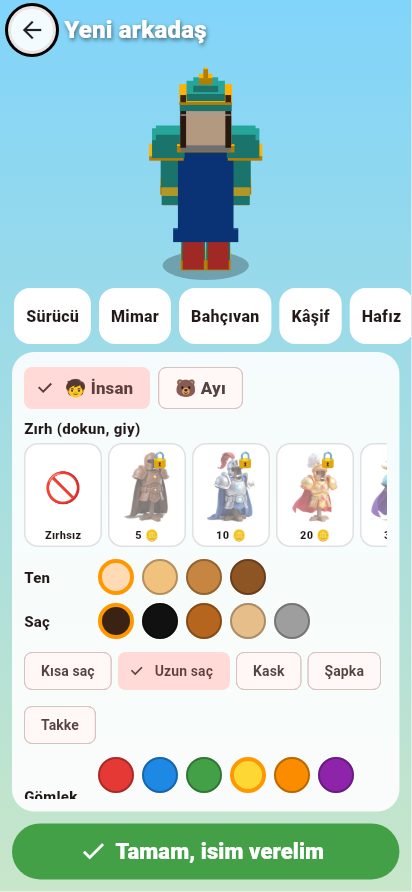 Yeni arkadaş
Sürücü Mimar Bahçıvan Kâşif Hafız
İnsan Ayı
Zırh (dokun, giy)
Zırhsız 5 10 20
Ten
Saç
Kısa saç Uzun saç Kask Şapka
Takke
Gömlek
Tamam, isim verelim